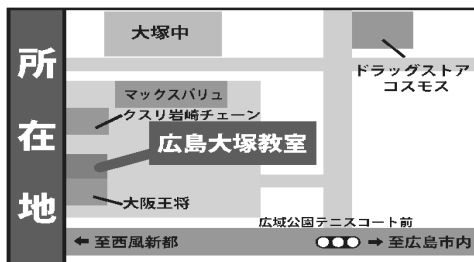 所在地
大塚中
ドラッグストア
コスモス
マックスバリュ
クスリ岩崎チェーン
広島大塚教室
大阪王将
広域公園テニスコート前
← 至西風新都
→ 至広島市内